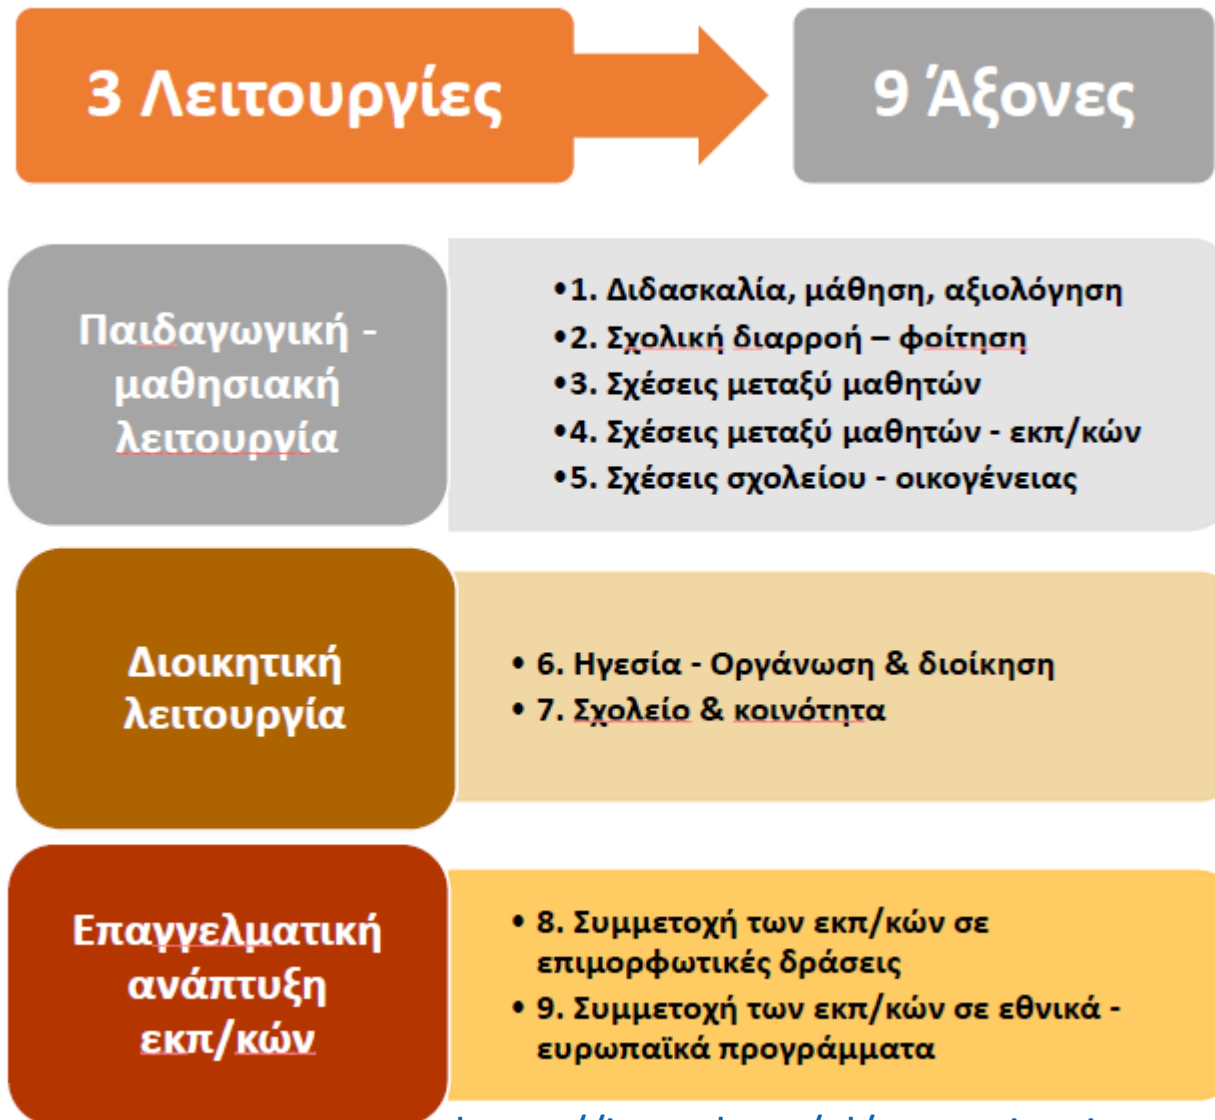 3 Λειτουργίες
9 Άξονες
Παιδαγωγική -
μαθησιακή
λειτουργία
•1. Διδασκαλία, μάθηση, αξιολόγηση
•2. Σχολική διαρροή – φοίτηση
•3. Σχέσεις μεταξύ μαθητών
•4. Σχέσεις μεταξύ μαθητών - εκπ/κών
•5. Σχέσεις σχολείου - οικογένειας
Διοικητική
λειτουργία
• 6. Ηγεσία - Οργάνωση & διοίκηση
• 7. Σχολείο & κοινότητα
Επαγγελματική
ανάπτυξη
εκπ/κών
• 8. Συμμετοχή των εκπ/κών σε
επιμορφωτικές δράσεις
• 9. Συμμετοχή των εκπ/κών σε εθνικά -
ευρωπαϊκά προγράμματα